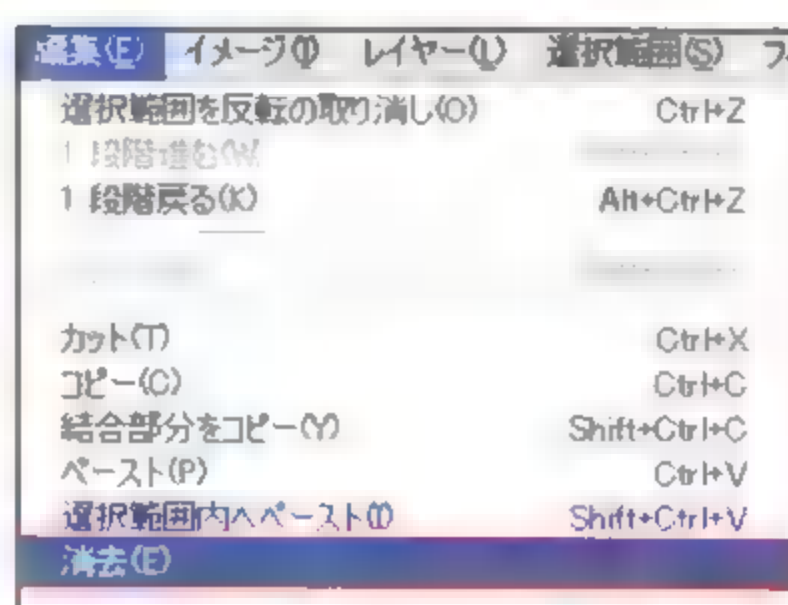 編集(E) イメージ(I) レイヤー(L) 選択範囲(S)
選択範囲を反転の取り消し(O) Ctrl+Z
1 段階進む(W)
1 段階戻る(K) Alt+Ctrl+Z
カット(T) Ctrl+X
コピー(C) Ctrl+C
結合部分をコピー(Y) Shift+Ctrl+C
ペースト(P) Ctrl+V
選択範囲内へペースト(I) Shift+Ctrl+V
消去(E)